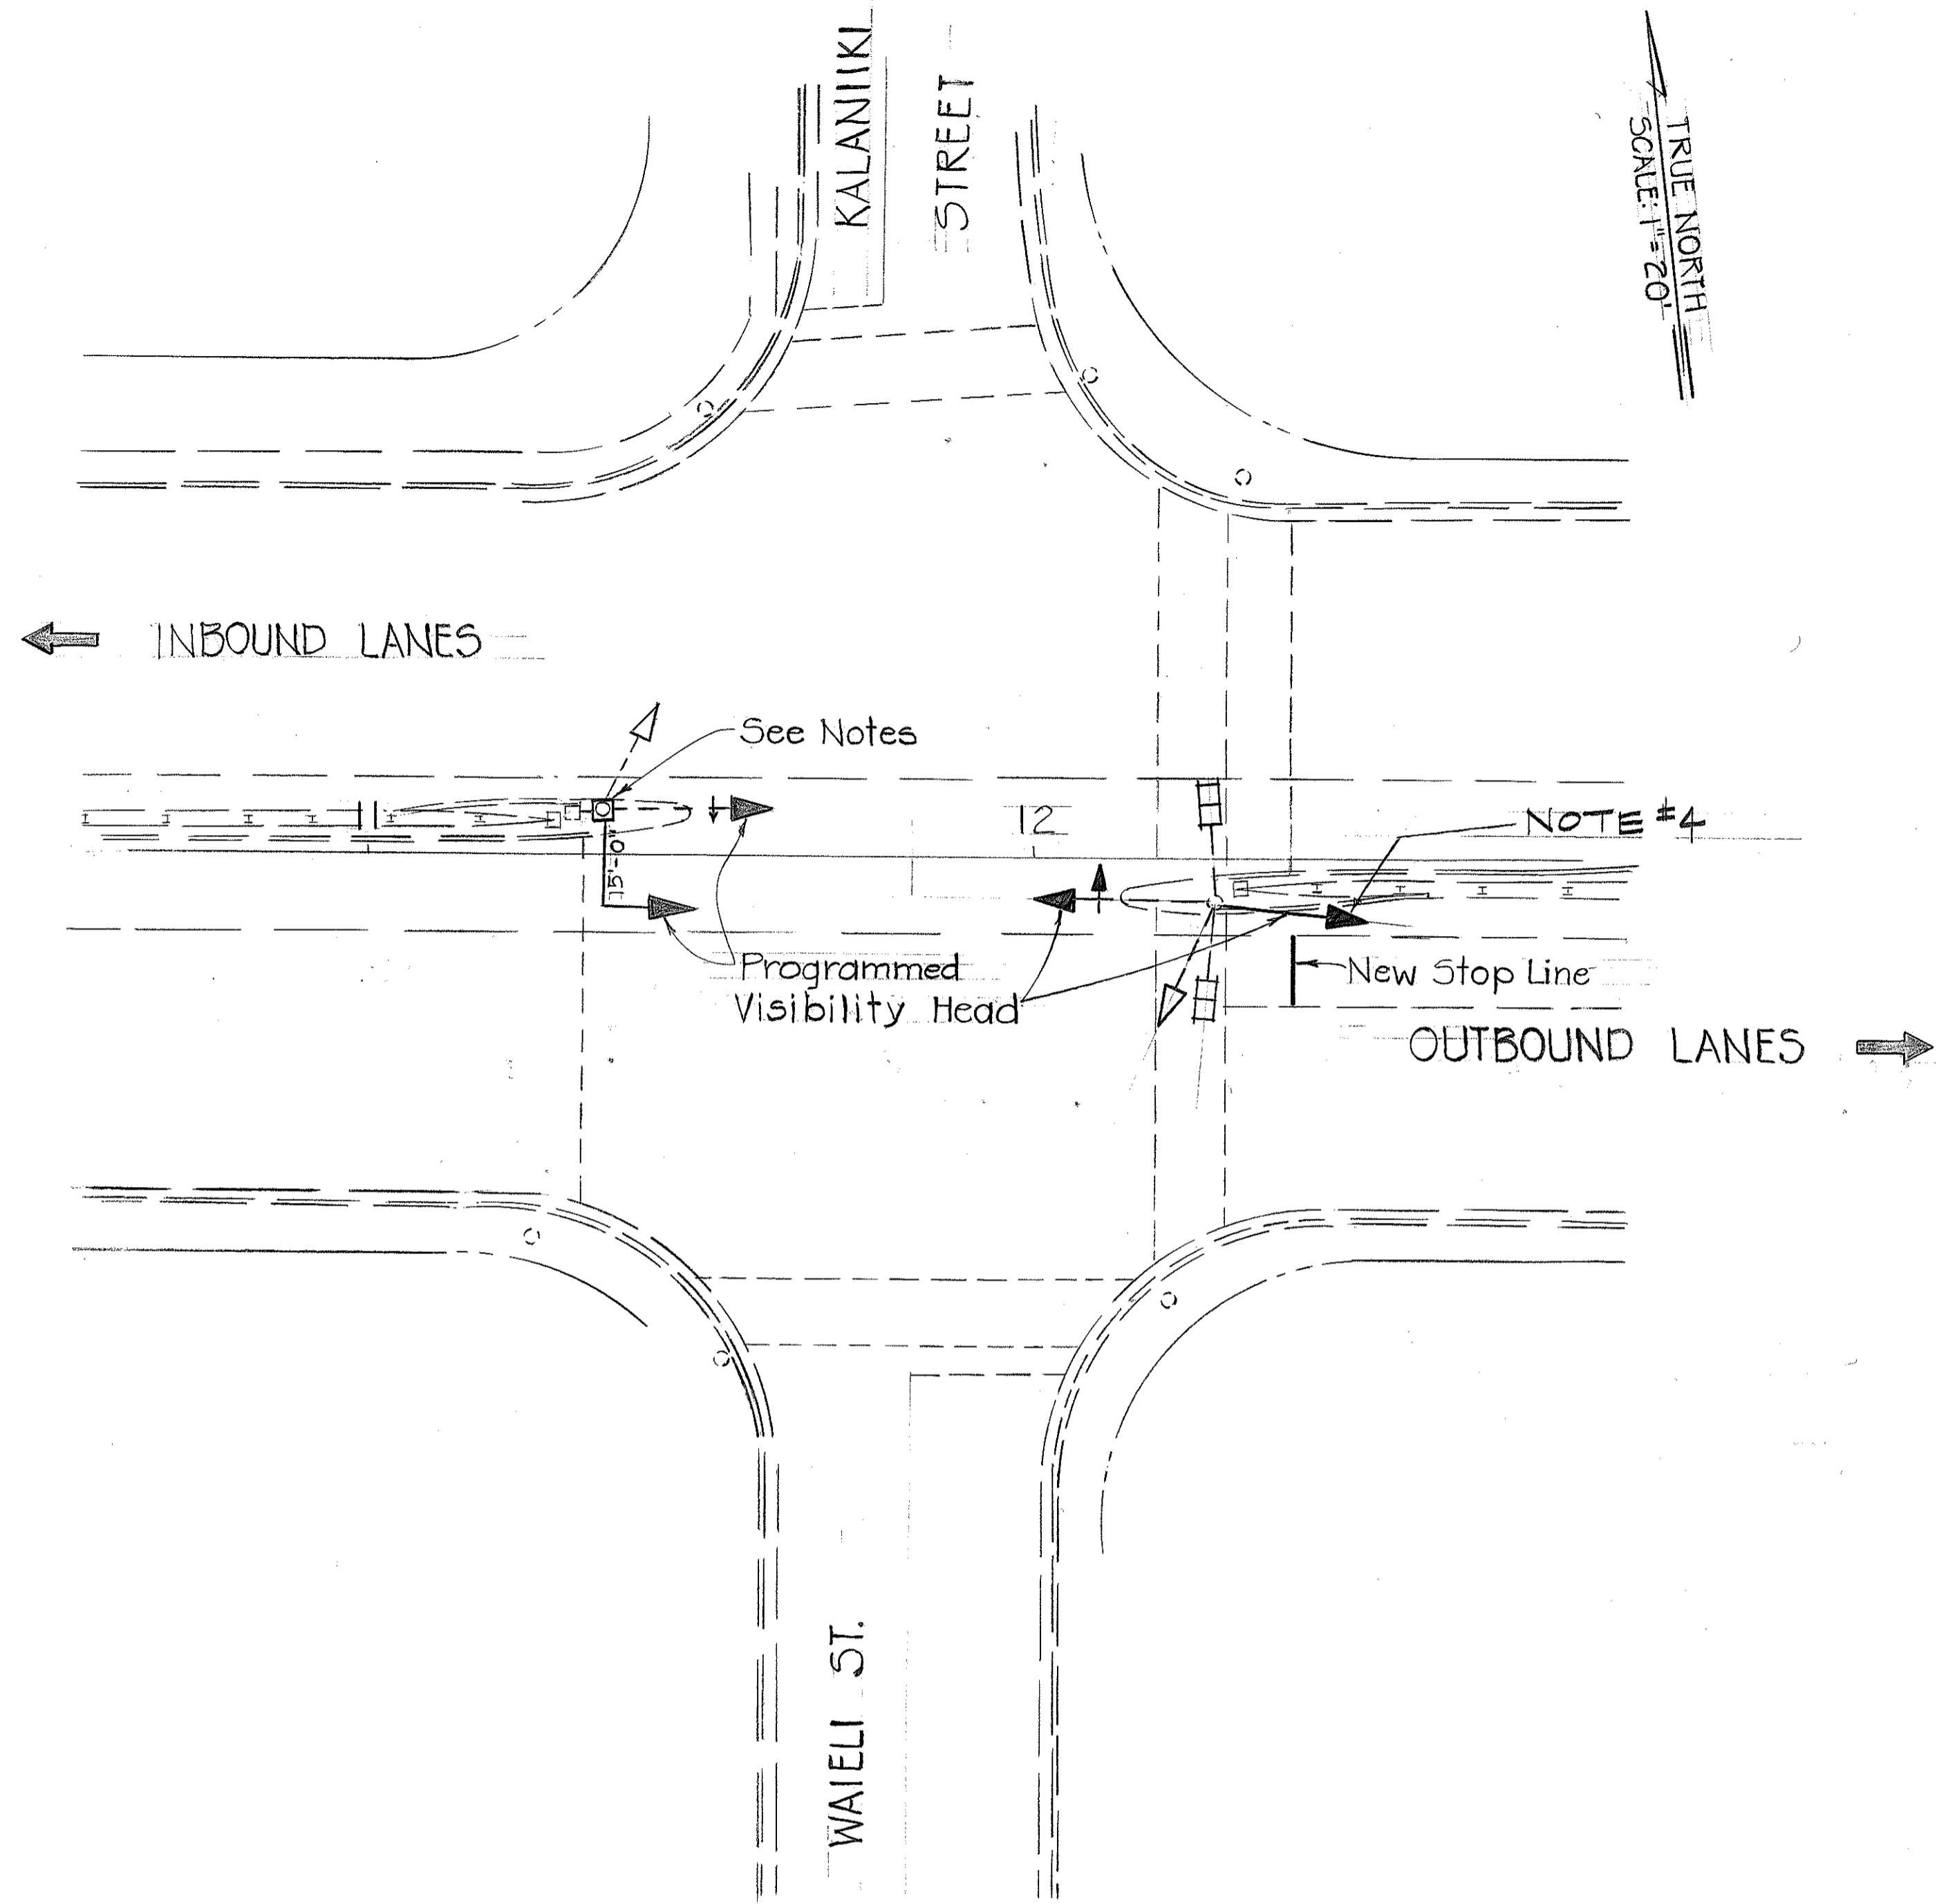 KALANIIKI
STREET
TRUE NORTH
SCALE: 1" = 20'
INBOUND LANES
See Notes
12
NOTE #4
15'-0"
Programmed
Visibility Head
New Stop Line
OUTBOUND LANES
WAIELI ST.